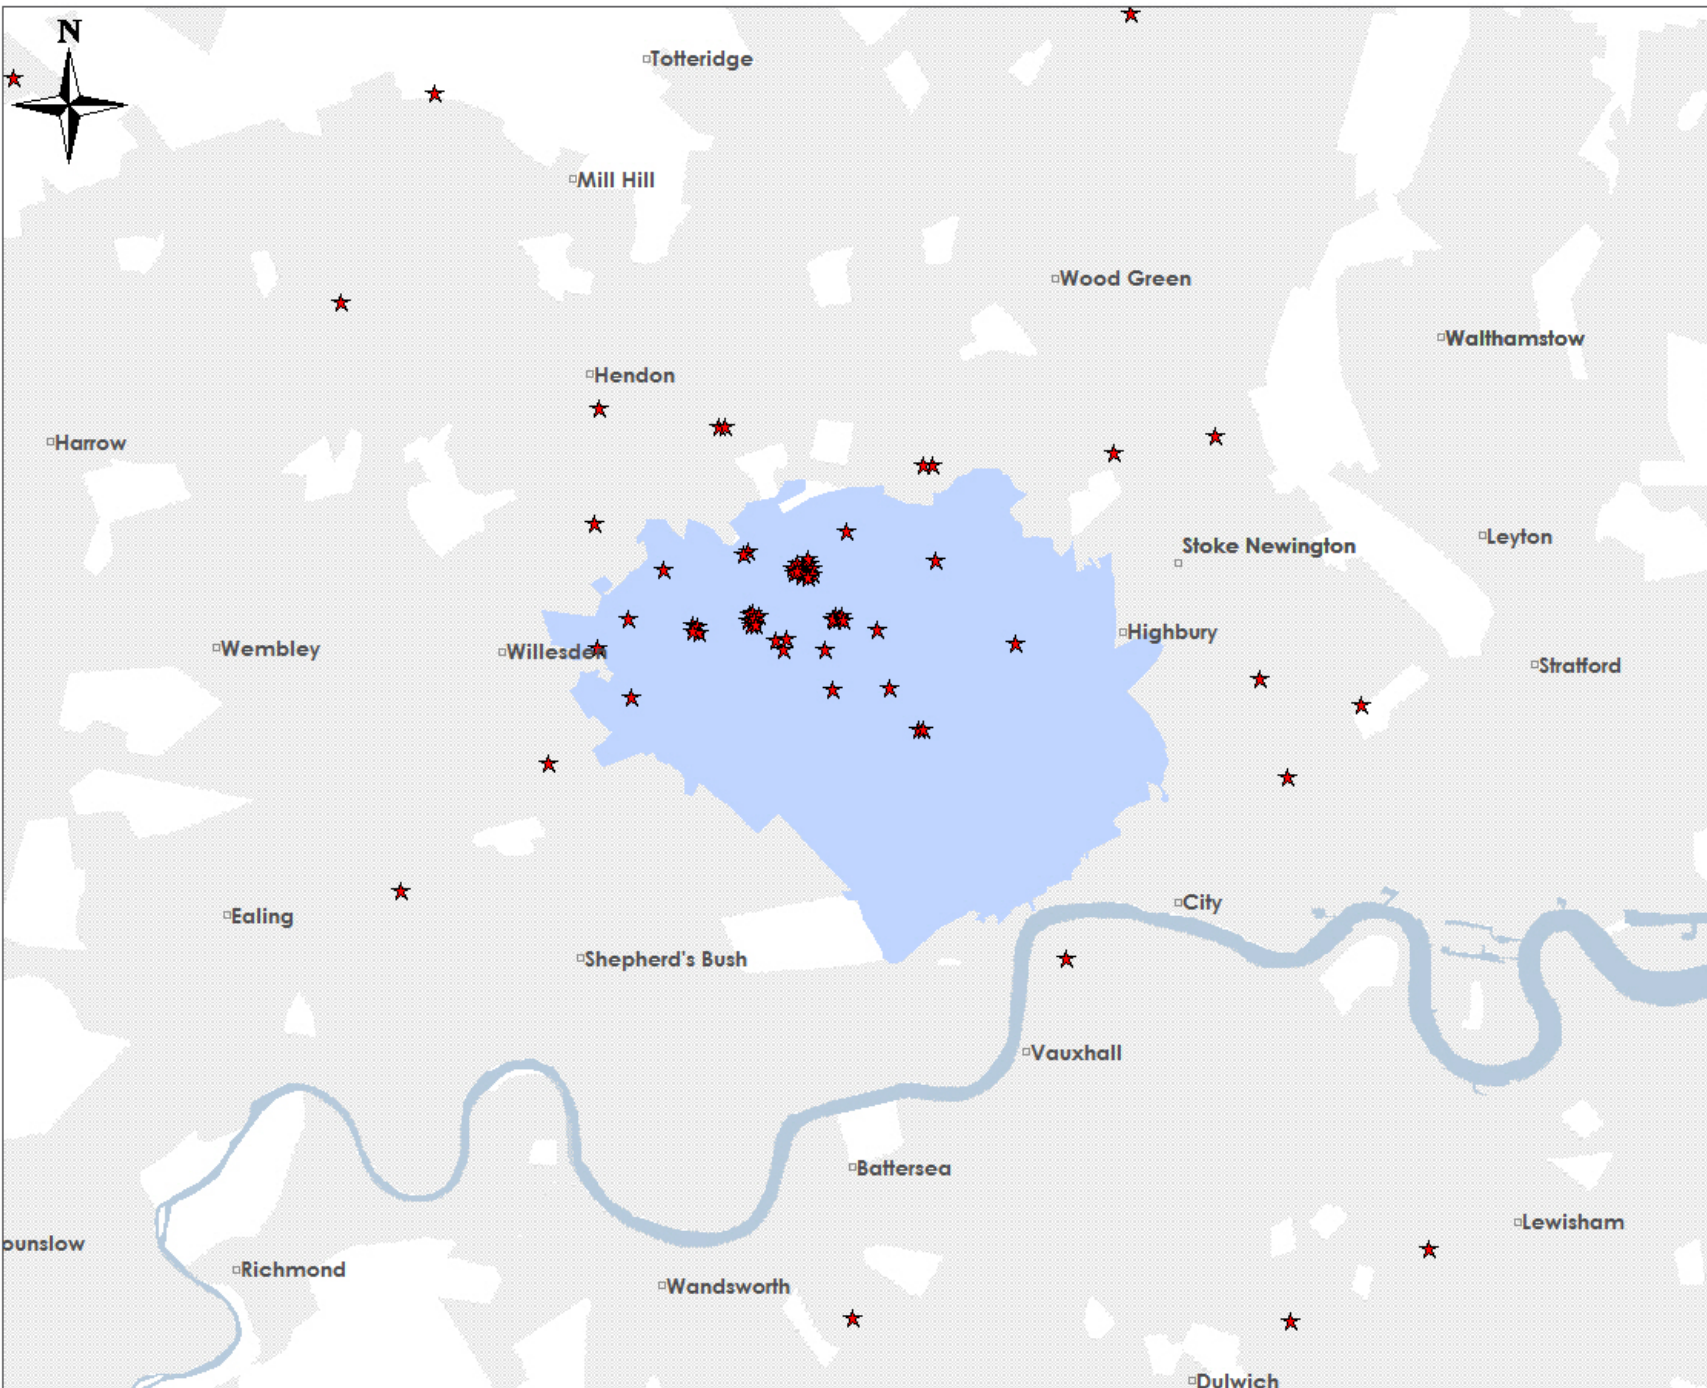 N
Totteridge
Mill Hill
Wood Green
Walthamstow
Hendon
Harrow
Leyton
Stoke Newington
Highbury
Wembley
Willesden
Stratford
City
Ealing
Shepherd's Bush
Vauxhall
Battersea
Lewisham
ounslow
Richmond
Wandsworth
Dulwich